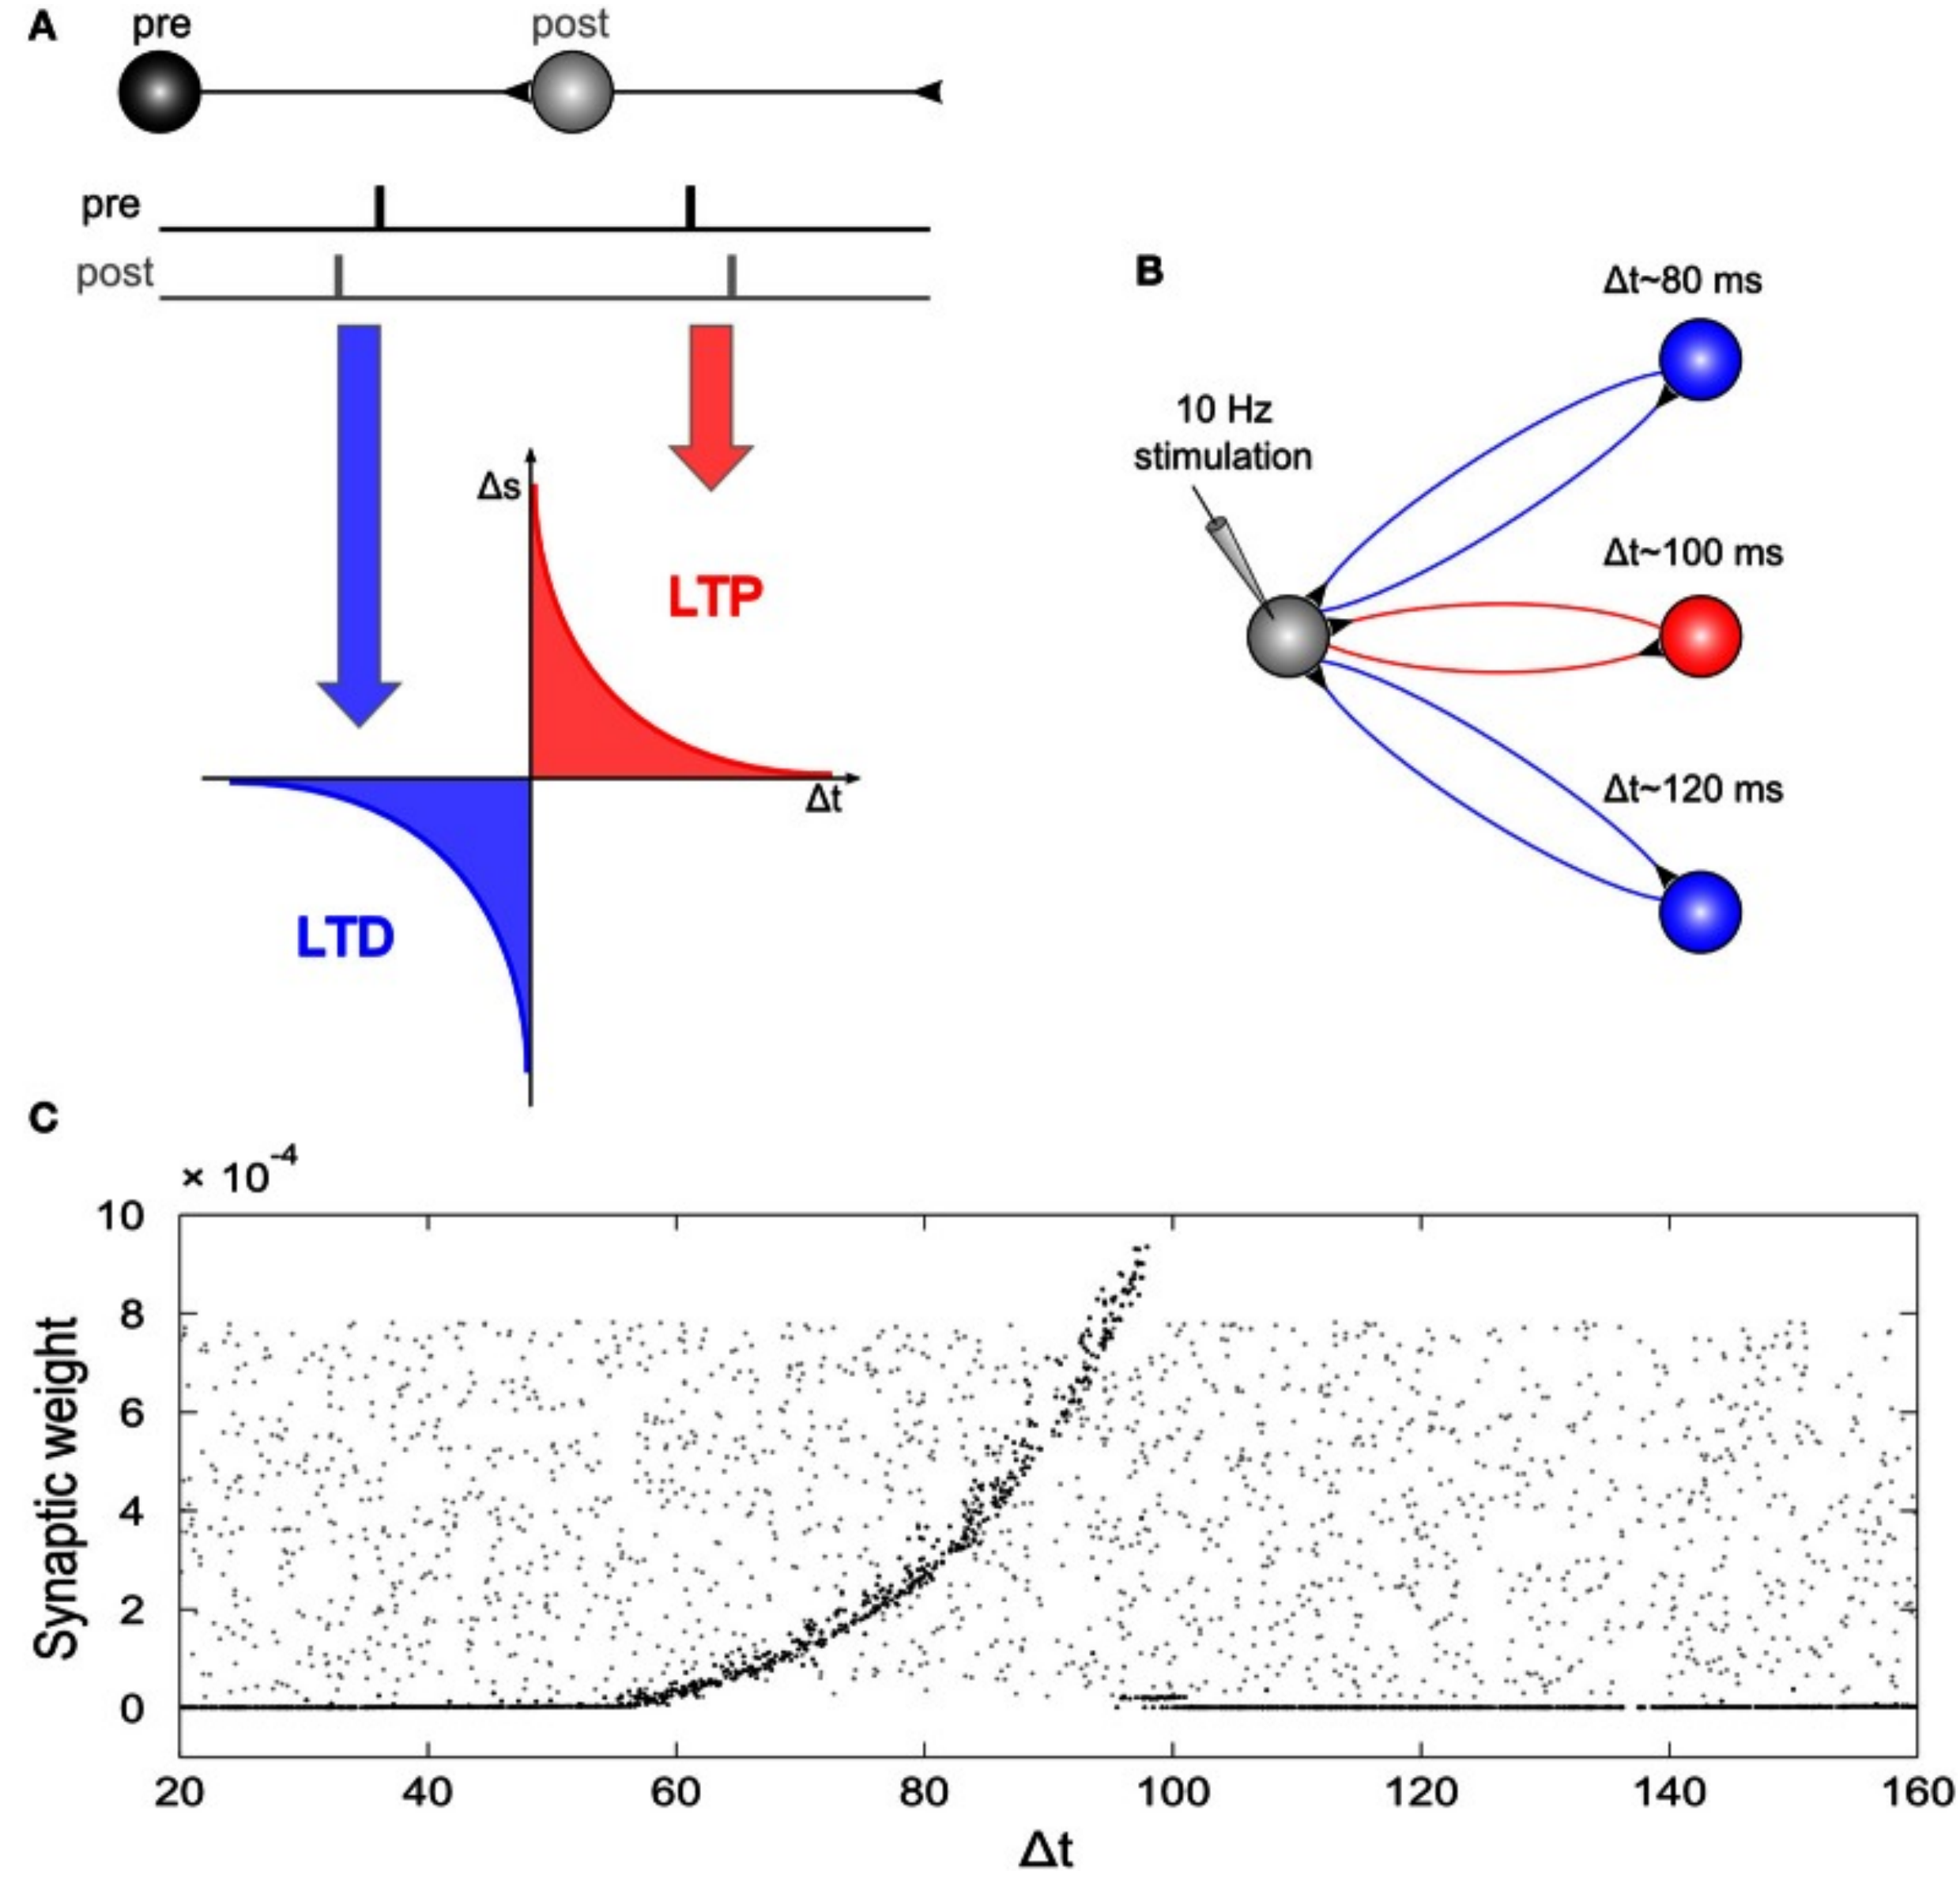 A
pre
post
pre
post
Δs
LTP
Δt
LTD
B
Δt~80 ms
10 Hz
stimulation
Δt~100 ms
Δt~120 ms
C
× 10⁻⁴
10
8
6
4
2
0
Synaptic weight
20 40 60 80 100 120 140 160
Δt